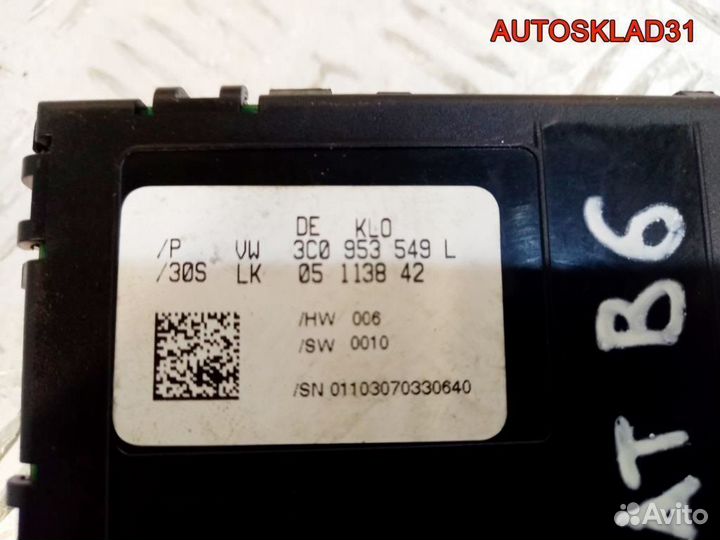 AUTOSKLAD31
DE KLO
/P VW 3C0 953 549 L
/30S LK 05 1138 42
/HW 006
/SW 0010
/SN 01103070330640
AT B6
Avito